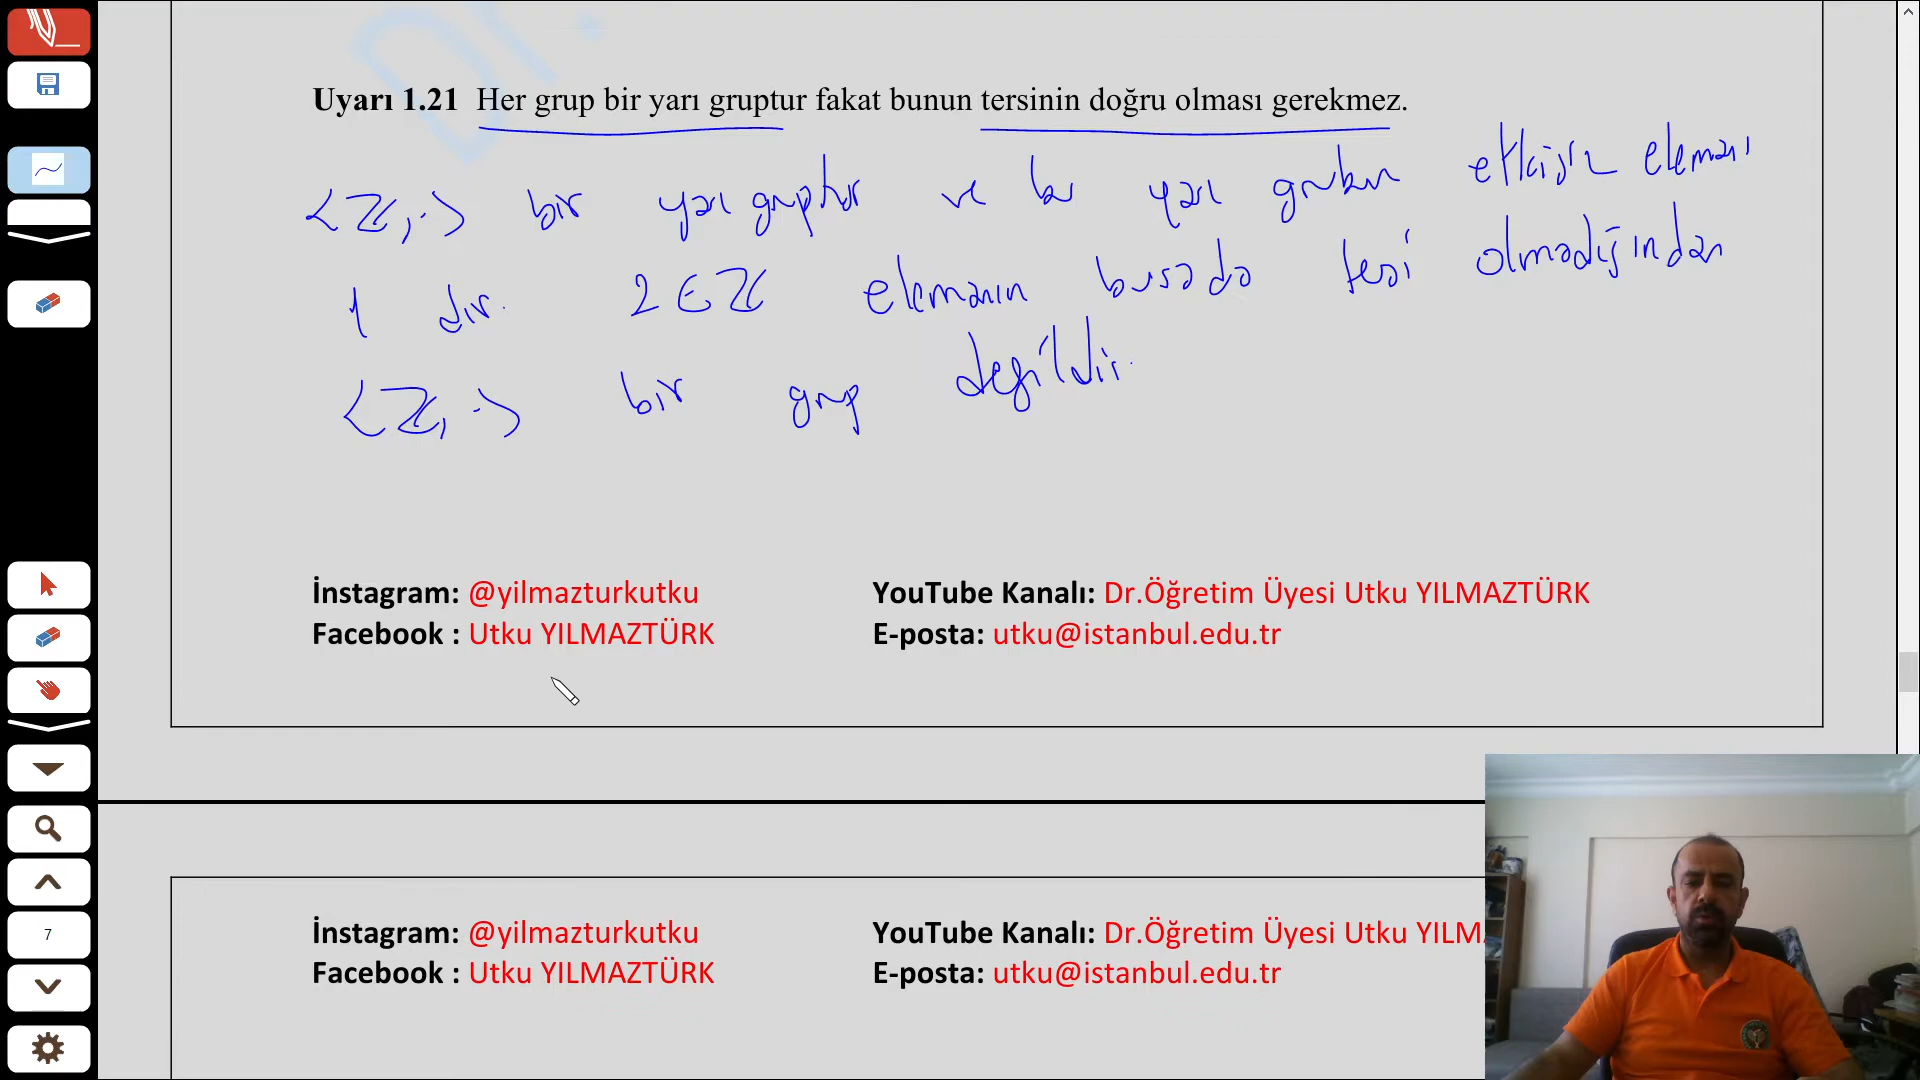 Uyarı 1.21 Her grup bir yarı gruptur fakat bunun tersinin doğru olması gerekmez.
<ℤ,·> bir yarı gruptur ve bu yarı grubun etkisiz elemanı
1 dir. 2∈ℤ elemanın burada tersi olmadığından
<ℤ,·> bir grup değildir.
İnstagram: @yilmazturkutku YouTube Kanalı: Dr.Öğretim Üyesi Utku YILMAZTÜRK
Facebook : Utku YILMAZTÜRK E-posta: utku@istanbul.edu.tr
İnstagram: @yilmazturkutku YouTube Kanalı: Dr.Öğretim Üyesi Utku YILM
Facebook : Utku YILMAZTÜRK E-posta: utku@istanbul.edu.tr
7